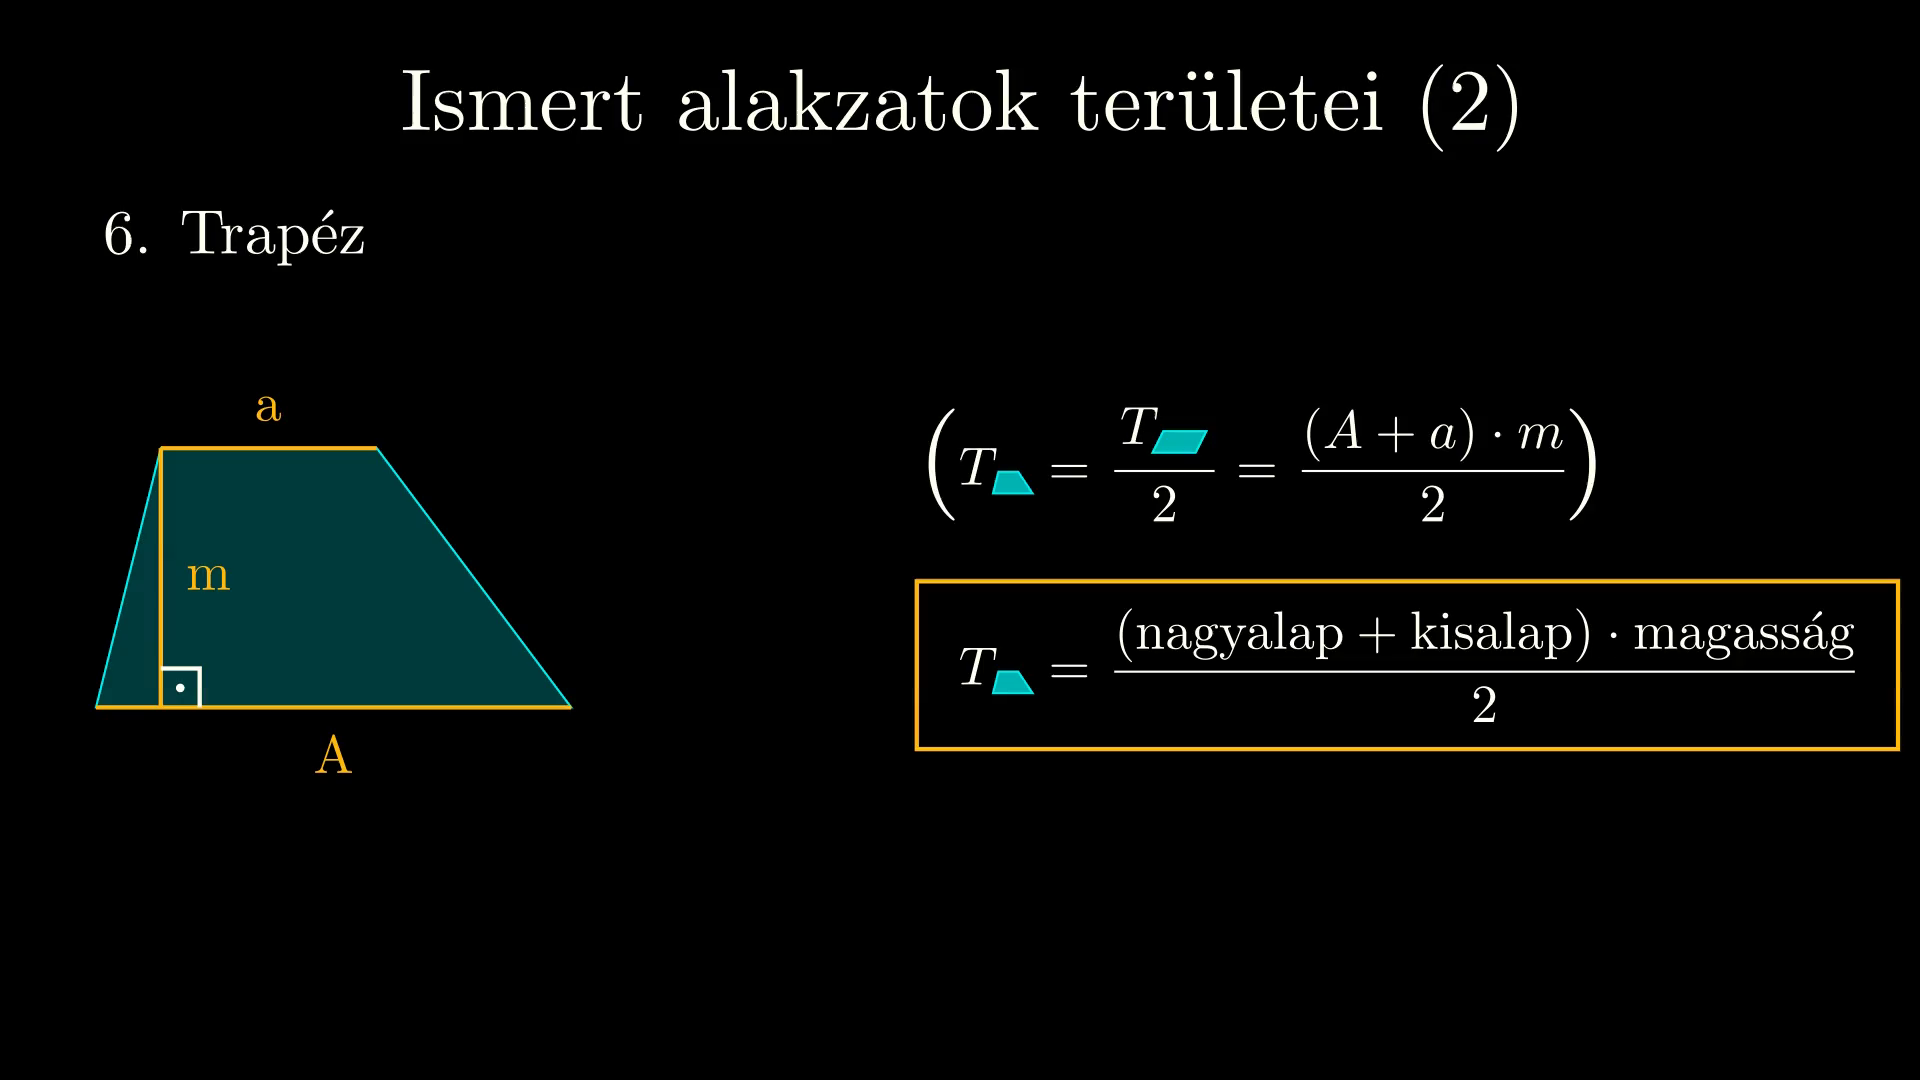 Ismert alakzatok területei (2)
6. Trapéz
a
m
A
(T = T/2 = (A + a) · m/2)
T = (nagyalap + kisalap) · magasság/2